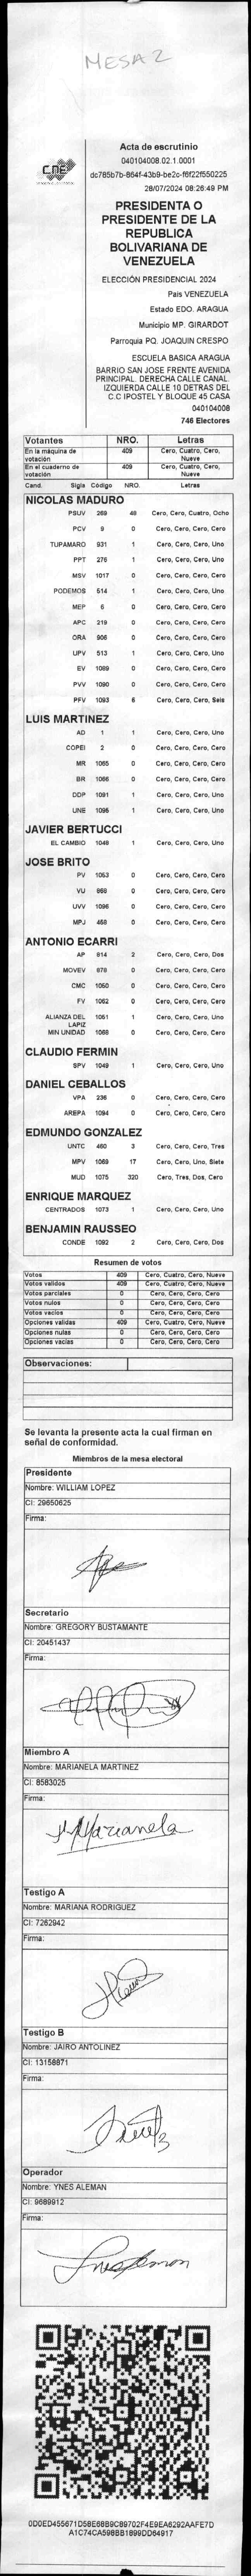 MESA 2
CNE
Acta de escrutinio
040104008.02.1.0001
dc785b7b-864f-43b9-be2c-f6f22f550225
28/07/2024 08:26:49 PM
PRESIDENTA O
PRESIDENTE DE LA
REPUBLICA
BOLIVARIANA DE
VENEZUELA
ELECCIÓN PRESIDENCIAL 2024
Pais VENEZUELA
Estado EDO. ARAGUA
Municipio MP. GIRARDOT
Parroquia PQ. JOAQUIN CRESPO
ESCUELA BASICA ARAGUA
BARRIO SAN JOSE FRENTE AVENIDA
PRINCIPAL. DERECHA CALLE CANAL.
IZQUIERDA CALLE 10 DETRAS DEL
C.C IPOSTEL Y BLOQUE 45 CASA
040104008
746 Electores
Votantes NRO. Letras
En la máquina de votación 409 Cero, Cuatro, Cero, Nueve
En el cuaderno de votación 409 Cero, Cuatro, Cero, Nueve
Cand. Sigla Código NRO. Letras
NICOLAS MADURO
PSUV 269 48 Cero, Cero, Cuatro, Ocho
PCV 9 0 Cero, Cero, Cero, Cero
TUPAMARO 931 1 Cero, Cero, Cero, Uno
PPT 276 1 Cero, Cero, Cero, Uno
MSV 1017 0 Cero, Cero, Cero, Cero
PODEMOS 514 1 Cero, Cero, Cero, Uno
MEP 6 0 Cero, Cero, Cero, Cero
APC 219 0 Cero, Cero, Cero, Cero
ORA 906 0 Cero, Cero, Cero, Cero
UPV 513 1 Cero, Cero, Cero, Uno
EV 1089 0 Cero, Cero, Cero, Cero
PVV 1090 0 Cero, Cero, Cero, Cero
PFV 1093 6 Cero, Cero, Cero, Seis
LUIS MARTINEZ
AD 1 1 Cero, Cero, Cero, Uno
COPEI 2 0 Cero, Cero, Cero, Cero
MR 1065 0 Cero, Cero, Cero, Cero
BR 1066 0 Cero, Cero, Cero, Cero
DDP 1091 1 Cero, Cero, Cero, Uno
UNE 1095 1 Cero, Cero, Cero, Uno
JAVIER BERTUCCI
EL CAMBIO 1048 1 Cero, Cero, Cero, Uno
JOSE BRITO
PV 1053 0 Cero, Cero, Cero, Cero
VU 868 0 Cero, Cero, Cero, Cero
UVV 1096 0 Cero, Cero, Cero, Cero
MPJ 458 0 Cero, Cero, Cero, Cero
ANTONIO ECARRI
AP 814 2 Cero, Cero, Cero, Dos
MOVEV 878 0 Cero, Cero, Cero, Cero
CMC 1050 0 Cero, Cero, Cero, Cero
FV 1062 0 Cero, Cero, Cero, Cero
ALIANZA DEL LAPIZ 1051 1 Cero, Cero, Cero, Uno
MIN UNIDAD 1068 0 Cero, Cero, Cero, Cero
CLAUDIO FERMIN
SPV 1049 1 Cero, Cero, Cero, Uno
DANIEL CEBALLOS
VPA 236 0 Cero, Cero, Cero, Cero
AREPA 1094 0 Cero, Cero, Cero, Cero
EDMUNDO GONZALEZ
UNTC 460 3 Cero, Cero, Cero, Tres
MPV 1069 17 Cero, Cero, Uno, Siete
MUD 1075 320 Cero, Tres, Dos, Cero
ENRIQUE MARQUEZ
CENTRADOS 1073 1 Cero, Cero, Cero, Uno
BENJAMIN RAUSSEO
CONDE 1092 2 Cero, Cero, Cero, Dos
Resumen de votos
Votos 409 Cero, Cuatro, Cero, Nueve
Votos validos 409 Cero, Cuatro, Cero, Nueve
Votos parciales 0 Cero, Cero, Cero, Cero
Votos nulos 0 Cero, Cero, Cero, Cero
Votos vacios 0 Cero, Cero, Cero, Cero
Opciones validas 409 Cero, Cuatro, Cero, Nueve
Opciones nulas 0 Cero, Cero, Cero, Cero
Opciones vacias 0 Cero, Cero, Cero, Cero
Observaciones:
Se levanta la presente acta la cual firman en
señal de conformidad.
Miembros de la mesa electoral
Presidente
Nombre: WILLIAM LOPEZ
CI: 29650625
Firma:
Secretario
Nombre: GREGORY BUSTAMANTE
CI: 20451437
Firma:
Miembro A
Nombre: MARIANELA MARTINEZ
CI: 8583025
Firma:
Marianela
Testigo A
Nombre: MARIANA RODRIGUEZ
CI: 7262942
Firma:
Testigo B
Nombre: JAIRO ANTOLINEZ
CI: 13158871
Firma:
Operador
Nombre: YNES ALEMAN
CI: 9689912
Firma:
0D0ED455671D58E68B9C89702F4E9EA6292AAFE7D
A1C74CA598BB1899DD64917